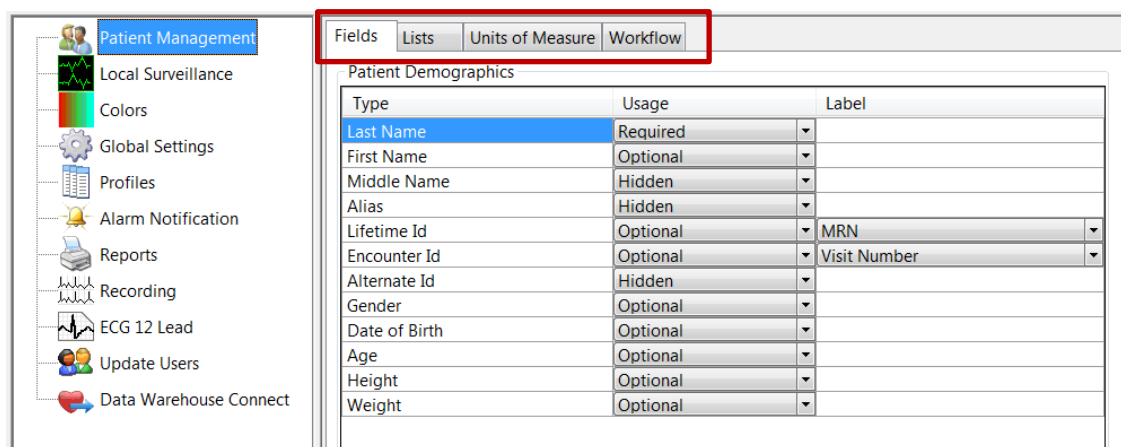 Patient Management
Local Surveillance
Colors
Global Settings
Profiles
Alarm Notification
Reports
Recording
ECG 12 Lead
Update Users
Data Warehouse Connect
Fields Lists Units of Measure Workflow
Patient Demographics
Type Usage Label
Last Name Required
First Name Optional
Middle Name Hidden
Alias Hidden
Lifetime Id Optional MRN
Encounter Id Optional Visit Number
Alternate Id Hidden
Gender Optional
Date of Birth Optional
Age Optional
Height Optional
Weight Optional